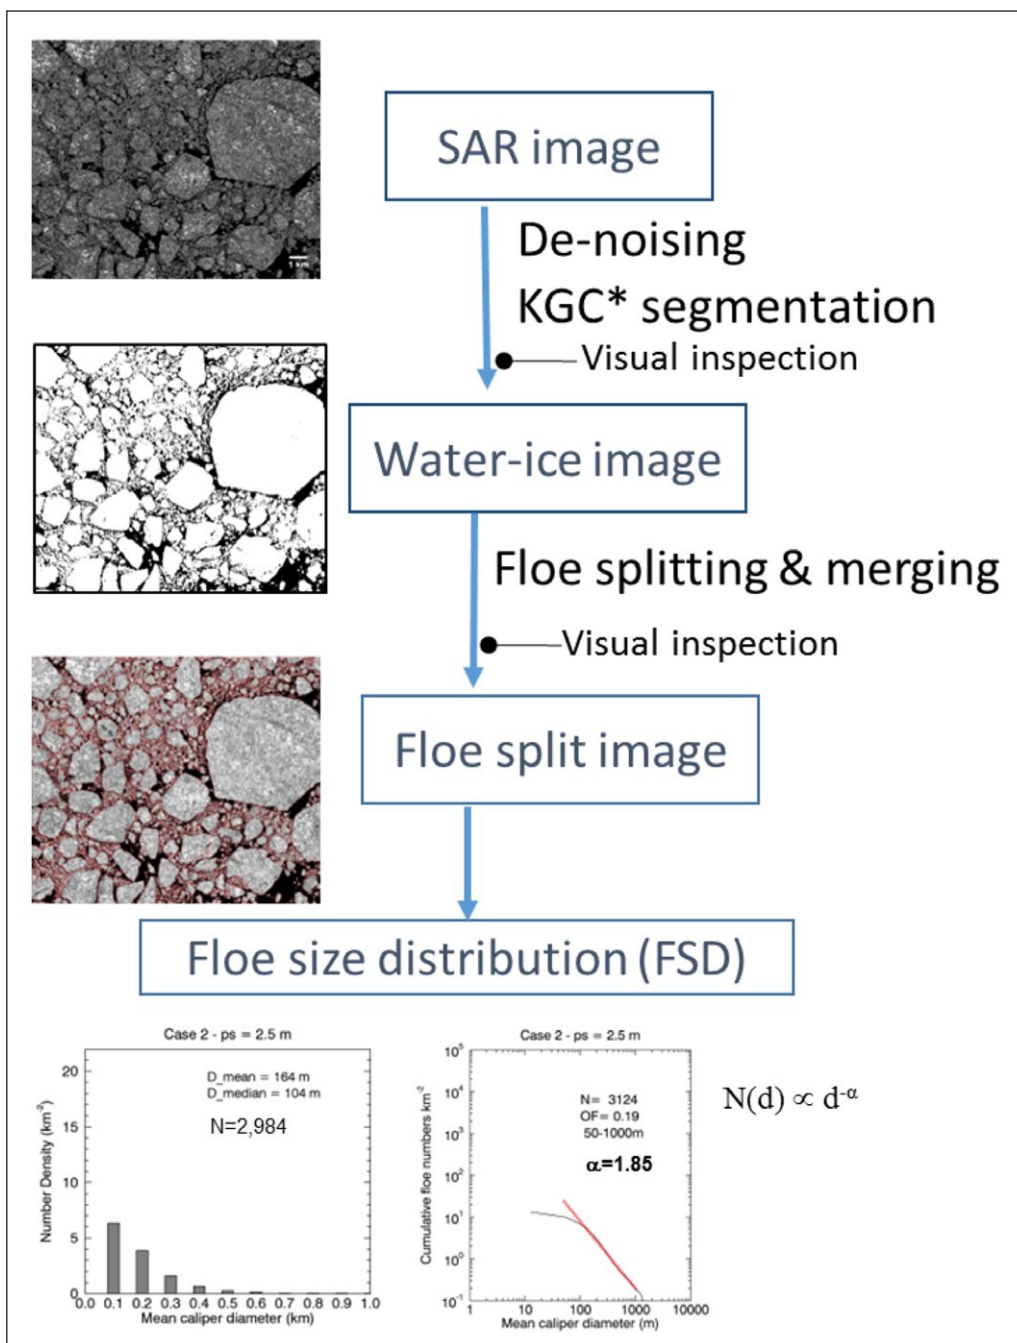 SAR image
1 km
De-noising
KGC* segmentation
Visual inspection
Water-ice image
Floe splitting & merging
Visual inspection
Floe split image
Floe size distribution (FSD)
Case 2 - ps = 2.5 m
20
15
10
5
0
Number Density (km-2)
D_mean = 164 m
D_median = 104 m
N=2,984
0.0 0.1 0.2 0.3 0.4 0.5 0.6 0.7 0.8 0.9 1.0
Mean caliper diameter (km)
Case 2 - ps = 2.5 m
10⁵
10⁴
10³
10²
10¹
10⁰
10⁻¹
Cumulative floe numbers km-2
N= 3124
OF= 0.19
50-1000m
α=1.85
1 10 100 1000 10000
Mean caliper diameter (m)
N(d) ∝ d-α